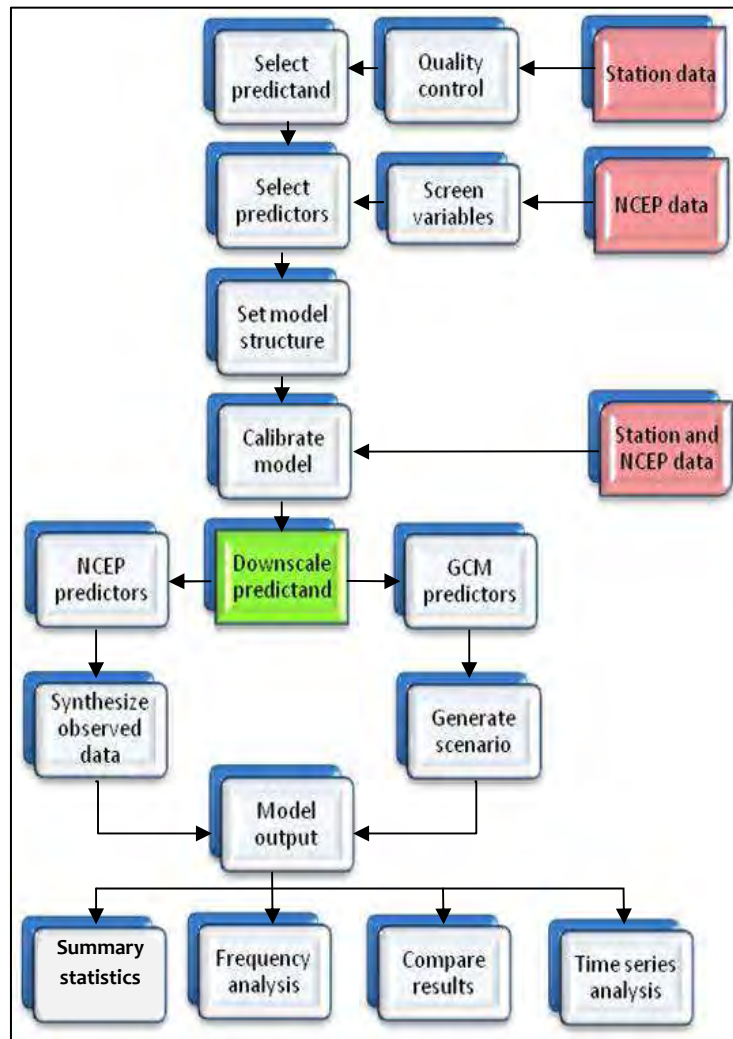 Select
predictand
Quality
control
Station data
Select
predictors
Screen
variables
NCEP data
Set model
structure
Calibrate
model
Station and
NCEP data
NCEP
predictors
Downscale
predictand
GCM
predictors
Synthesize
observed
data
Generate
scenario
Model
output
Summary
statistics
Frequency
analysis
Compare
results
Time series
analysis